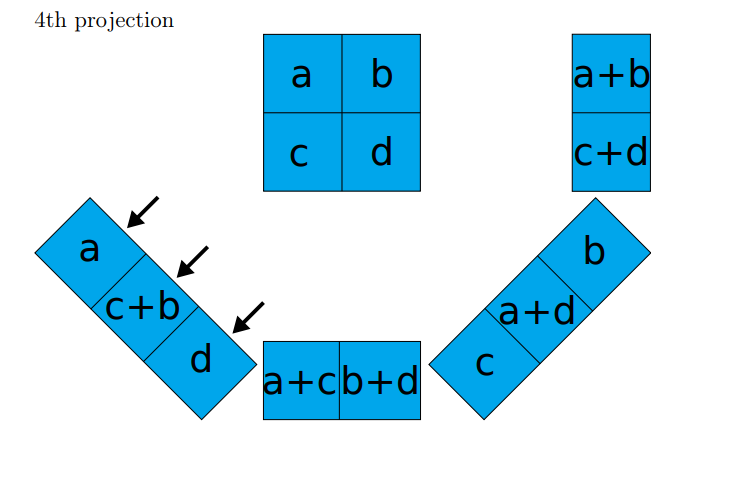 4th projection
a b a+b
c d c+d
a b
c+b a+d
d c
a+c b+d